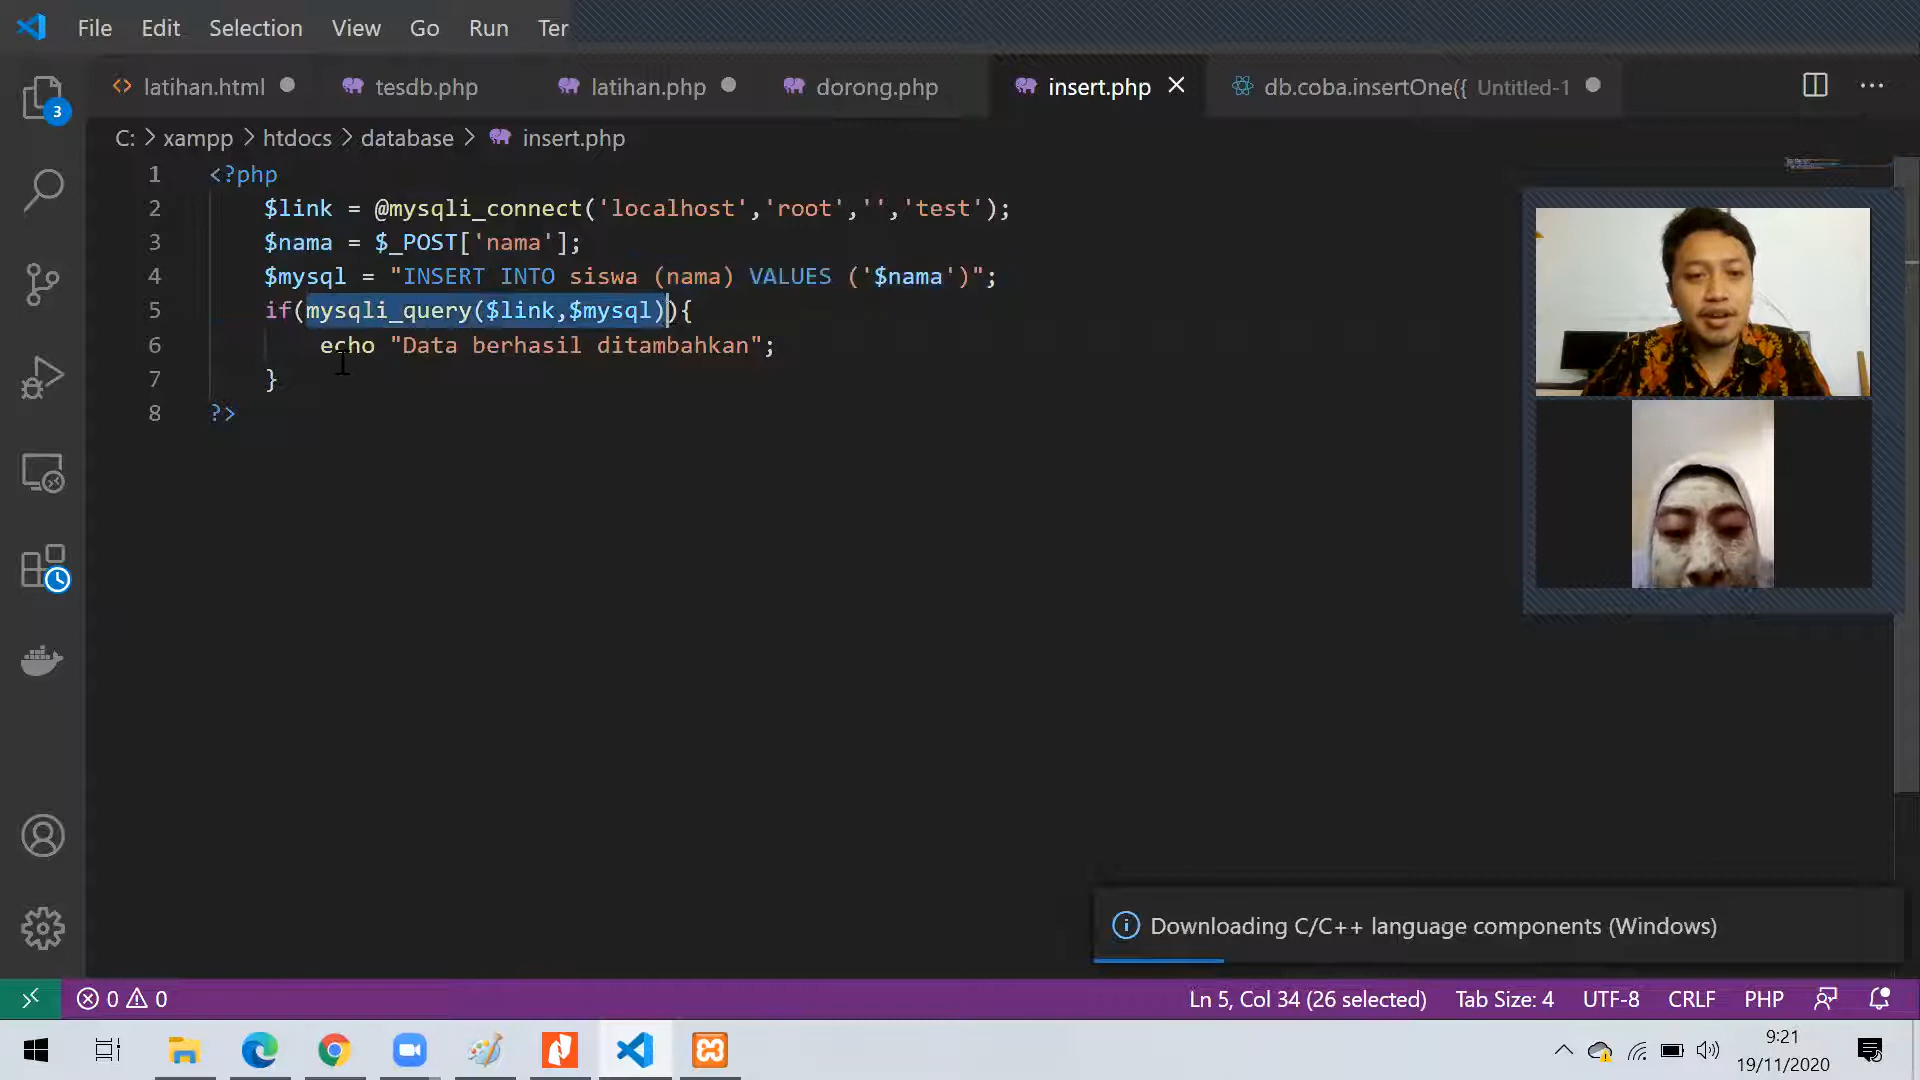 File Edit Selection View Go Run Ter
latihan.html tesdb.php latihan.php dorong.php insert.php db.coba.insertOne({ Untitled-1
C: > xampp > htdocs > database > insert.php
3
1 <?php
2 $link = @mysqli_connect('localhost','root','','test');
3 $nama = $_POST['nama'];
4 $mysql = "INSERT INTO siswa (nama) VALUES ('$nama')";
5 if(mysqli_query($link,$mysql)){
6 echo "Data berhasil ditambahkan";
7 }
8 ?>
Downloading C/C++ language components (Windows)
0 0 Ln 5, Col 34 (26 selected) Tab Size: 4 UTF-8 CRLF PHP
9:21
19/11/2020